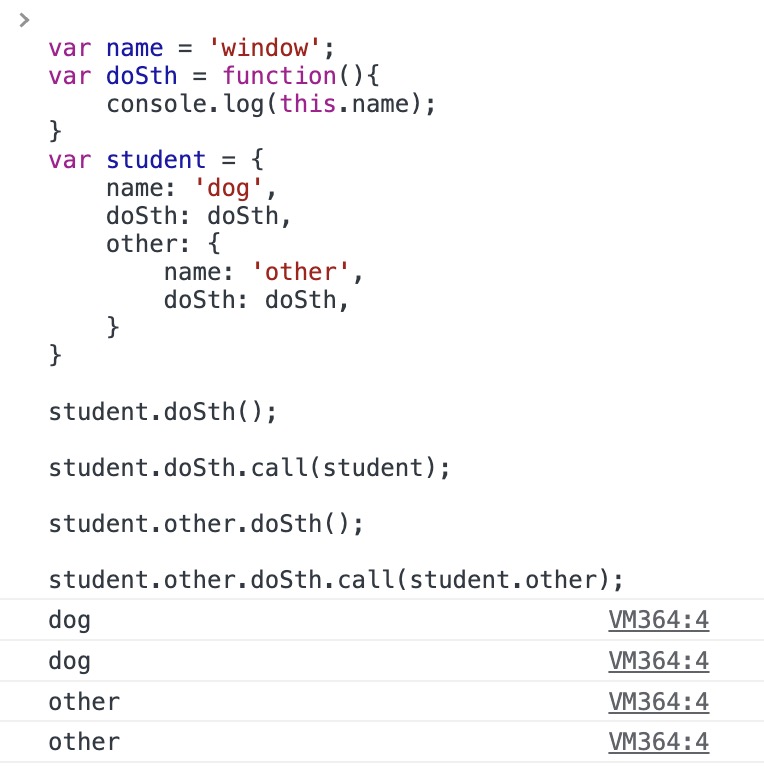 >
var name = 'window';
var doSth = function(){
    console.log(this.name);
}
var student = {
    name: 'dog',
    doSth: doSth,
    other: {
        name: 'other',
        doSth: doSth,
    }
}

student.doSth();

student.doSth.call(student);

student.other.doSth();

student.other.doSth.call(student.other);
dog VM364:4
dog VM364:4
other VM364:4
other VM364:4